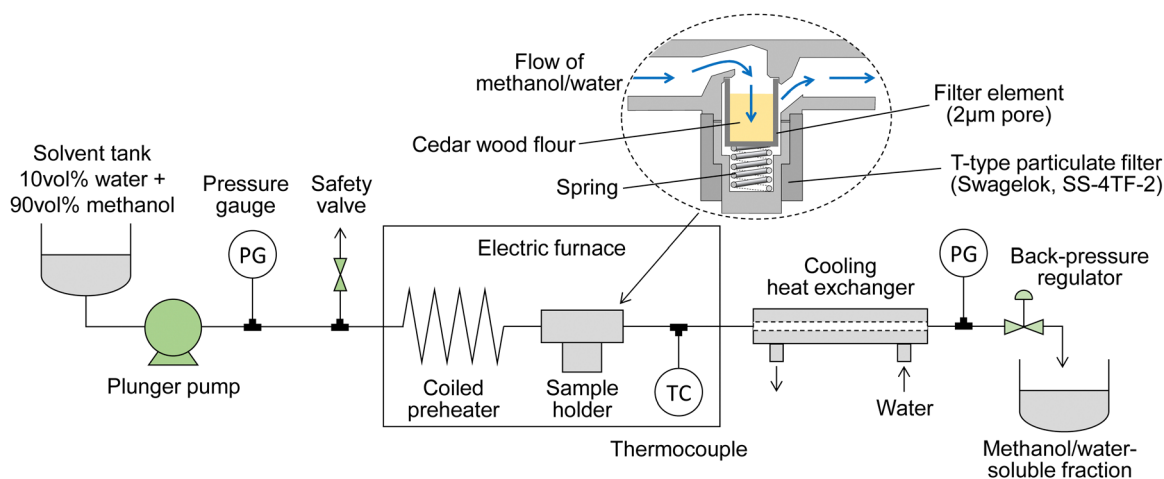 Flow of
methanol/water
Cedar wood flour
Spring
Filter element
(2μm pore)
T-type particulate filter
(Swagelok, SS-4TF-2)
Solvent tank
10vol% water +
90vol% methanol
Pressure
gauge
Safety
valve
PG
Electric furnace
Cooling
heat exchanger
PG
Back-pressure
regulator
Plunger pump
Coiled
preheater
Sample
holder
TC
Thermocouple
Water
Methanol/water-
soluble fraction